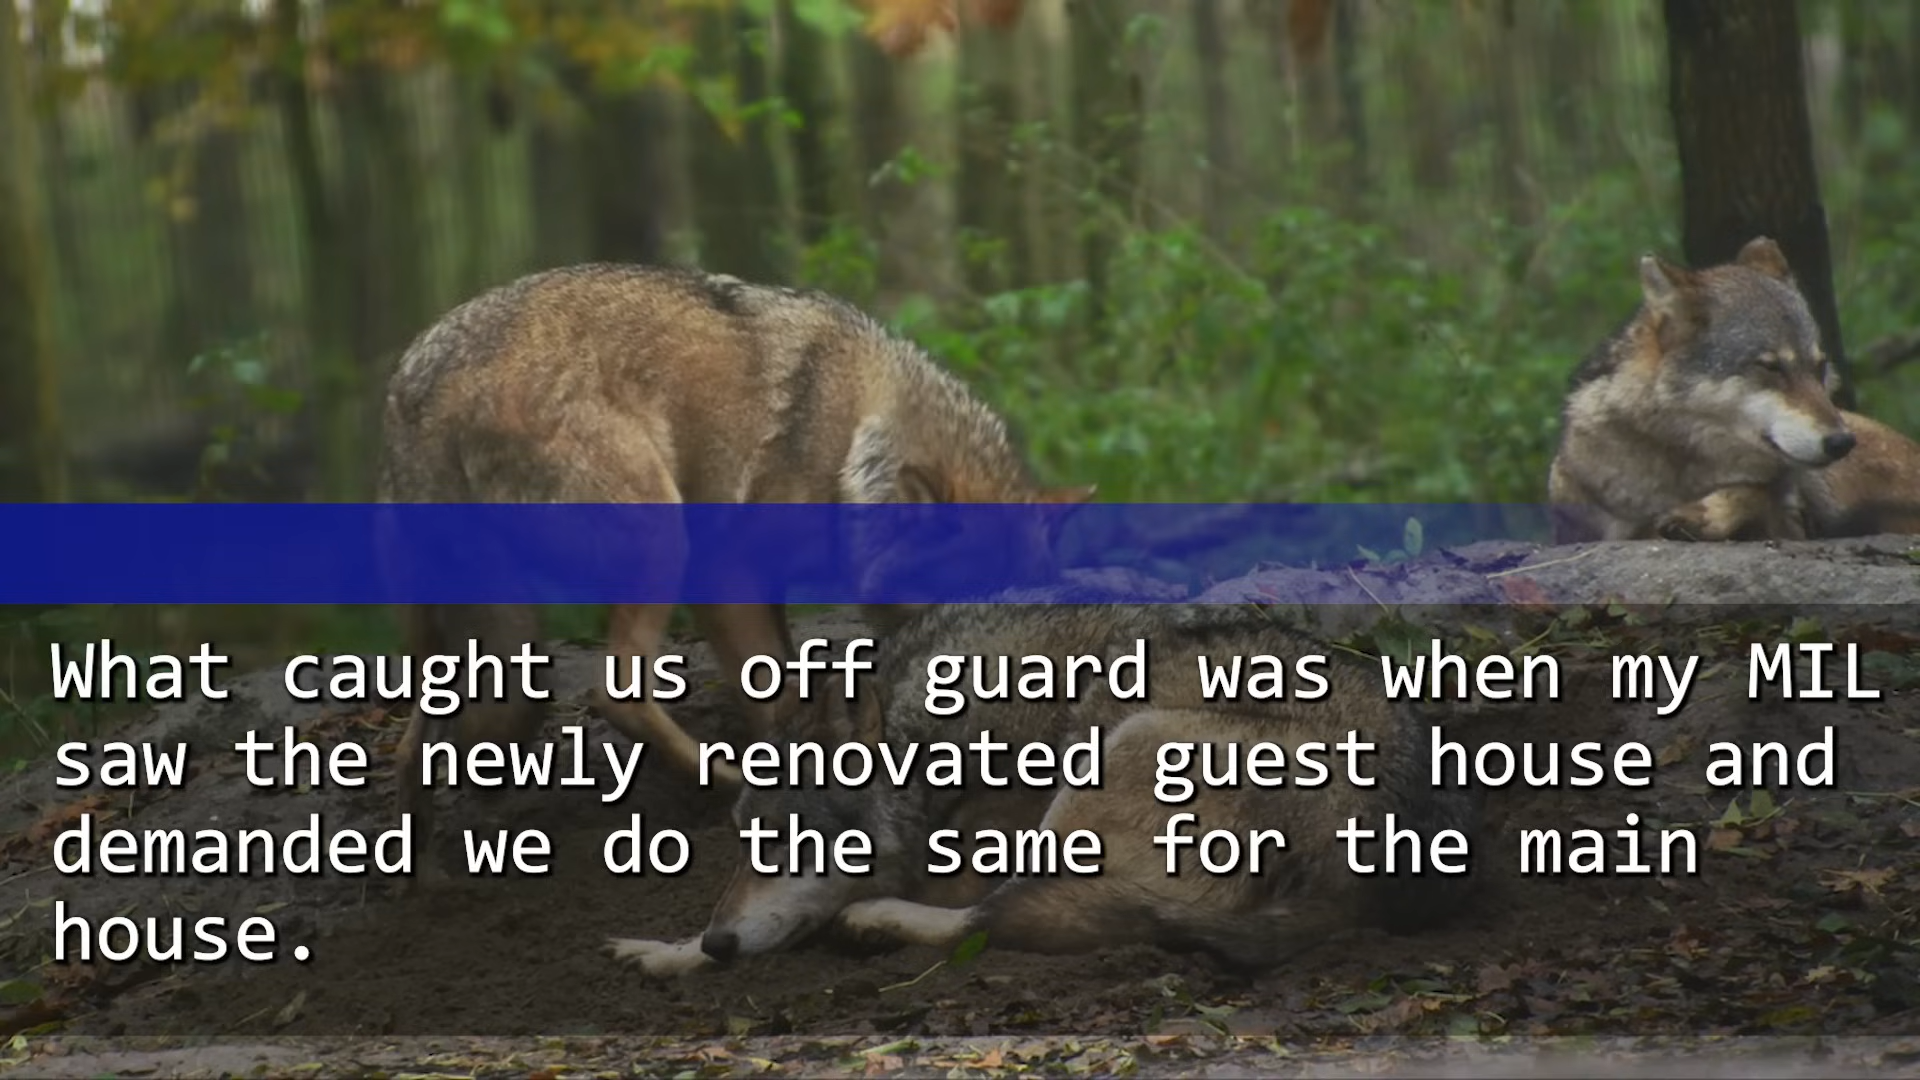 What caught us off guard was when my MIL
saw the newly renovated guest house and
demanded we do the same for the main
house.